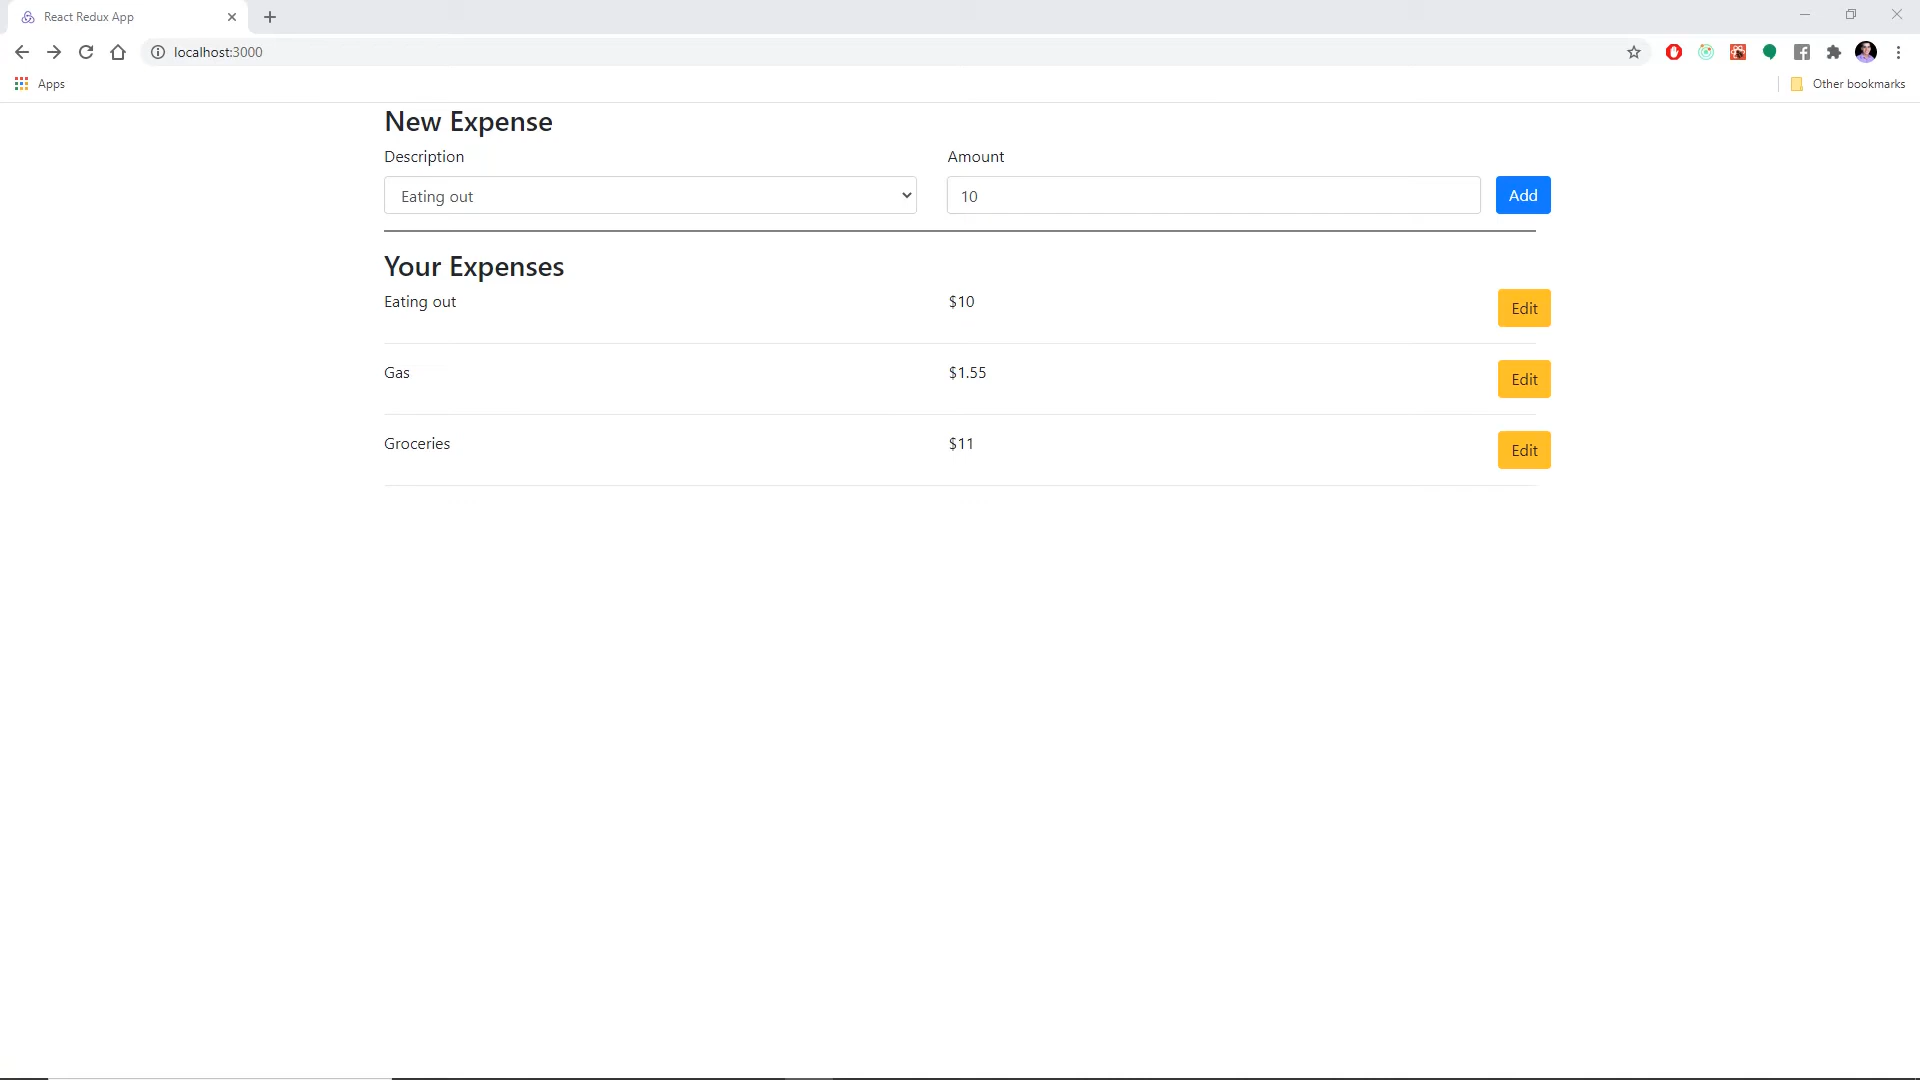 React Redux App
localhost:3000
Apps
Other bookmarks
New Expense
Description Amount
Eating out 10 Add
Your Expenses
Eating out $10 Edit
Gas $1.55 Edit
Groceries $11 Edit